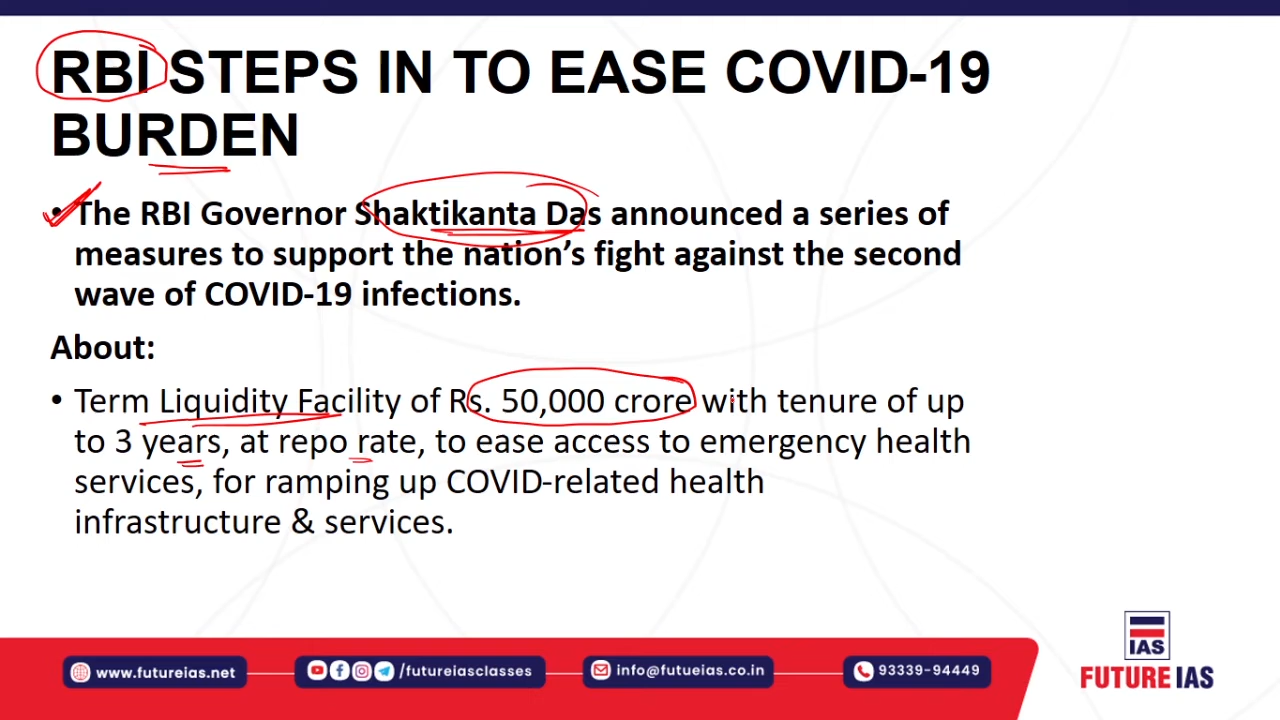 RBI STEPS IN TO EASE COVID-19
BURDEN
• The RBI Governor Shaktikanta Das announced a series of
measures to support the nation’s fight against the second
wave of COVID-19 infections.
About:
• Term Liquidity Facility of Rs. 50,000 crore with tenure of up
to 3 years, at repo rate, to ease access to emergency health
services, for ramping up COVID-related health
infrastructure & services.
IAS
FUTURE IAS
www.futureias.net
/futureiasclasses
info@futueias.co.in
93339-94449